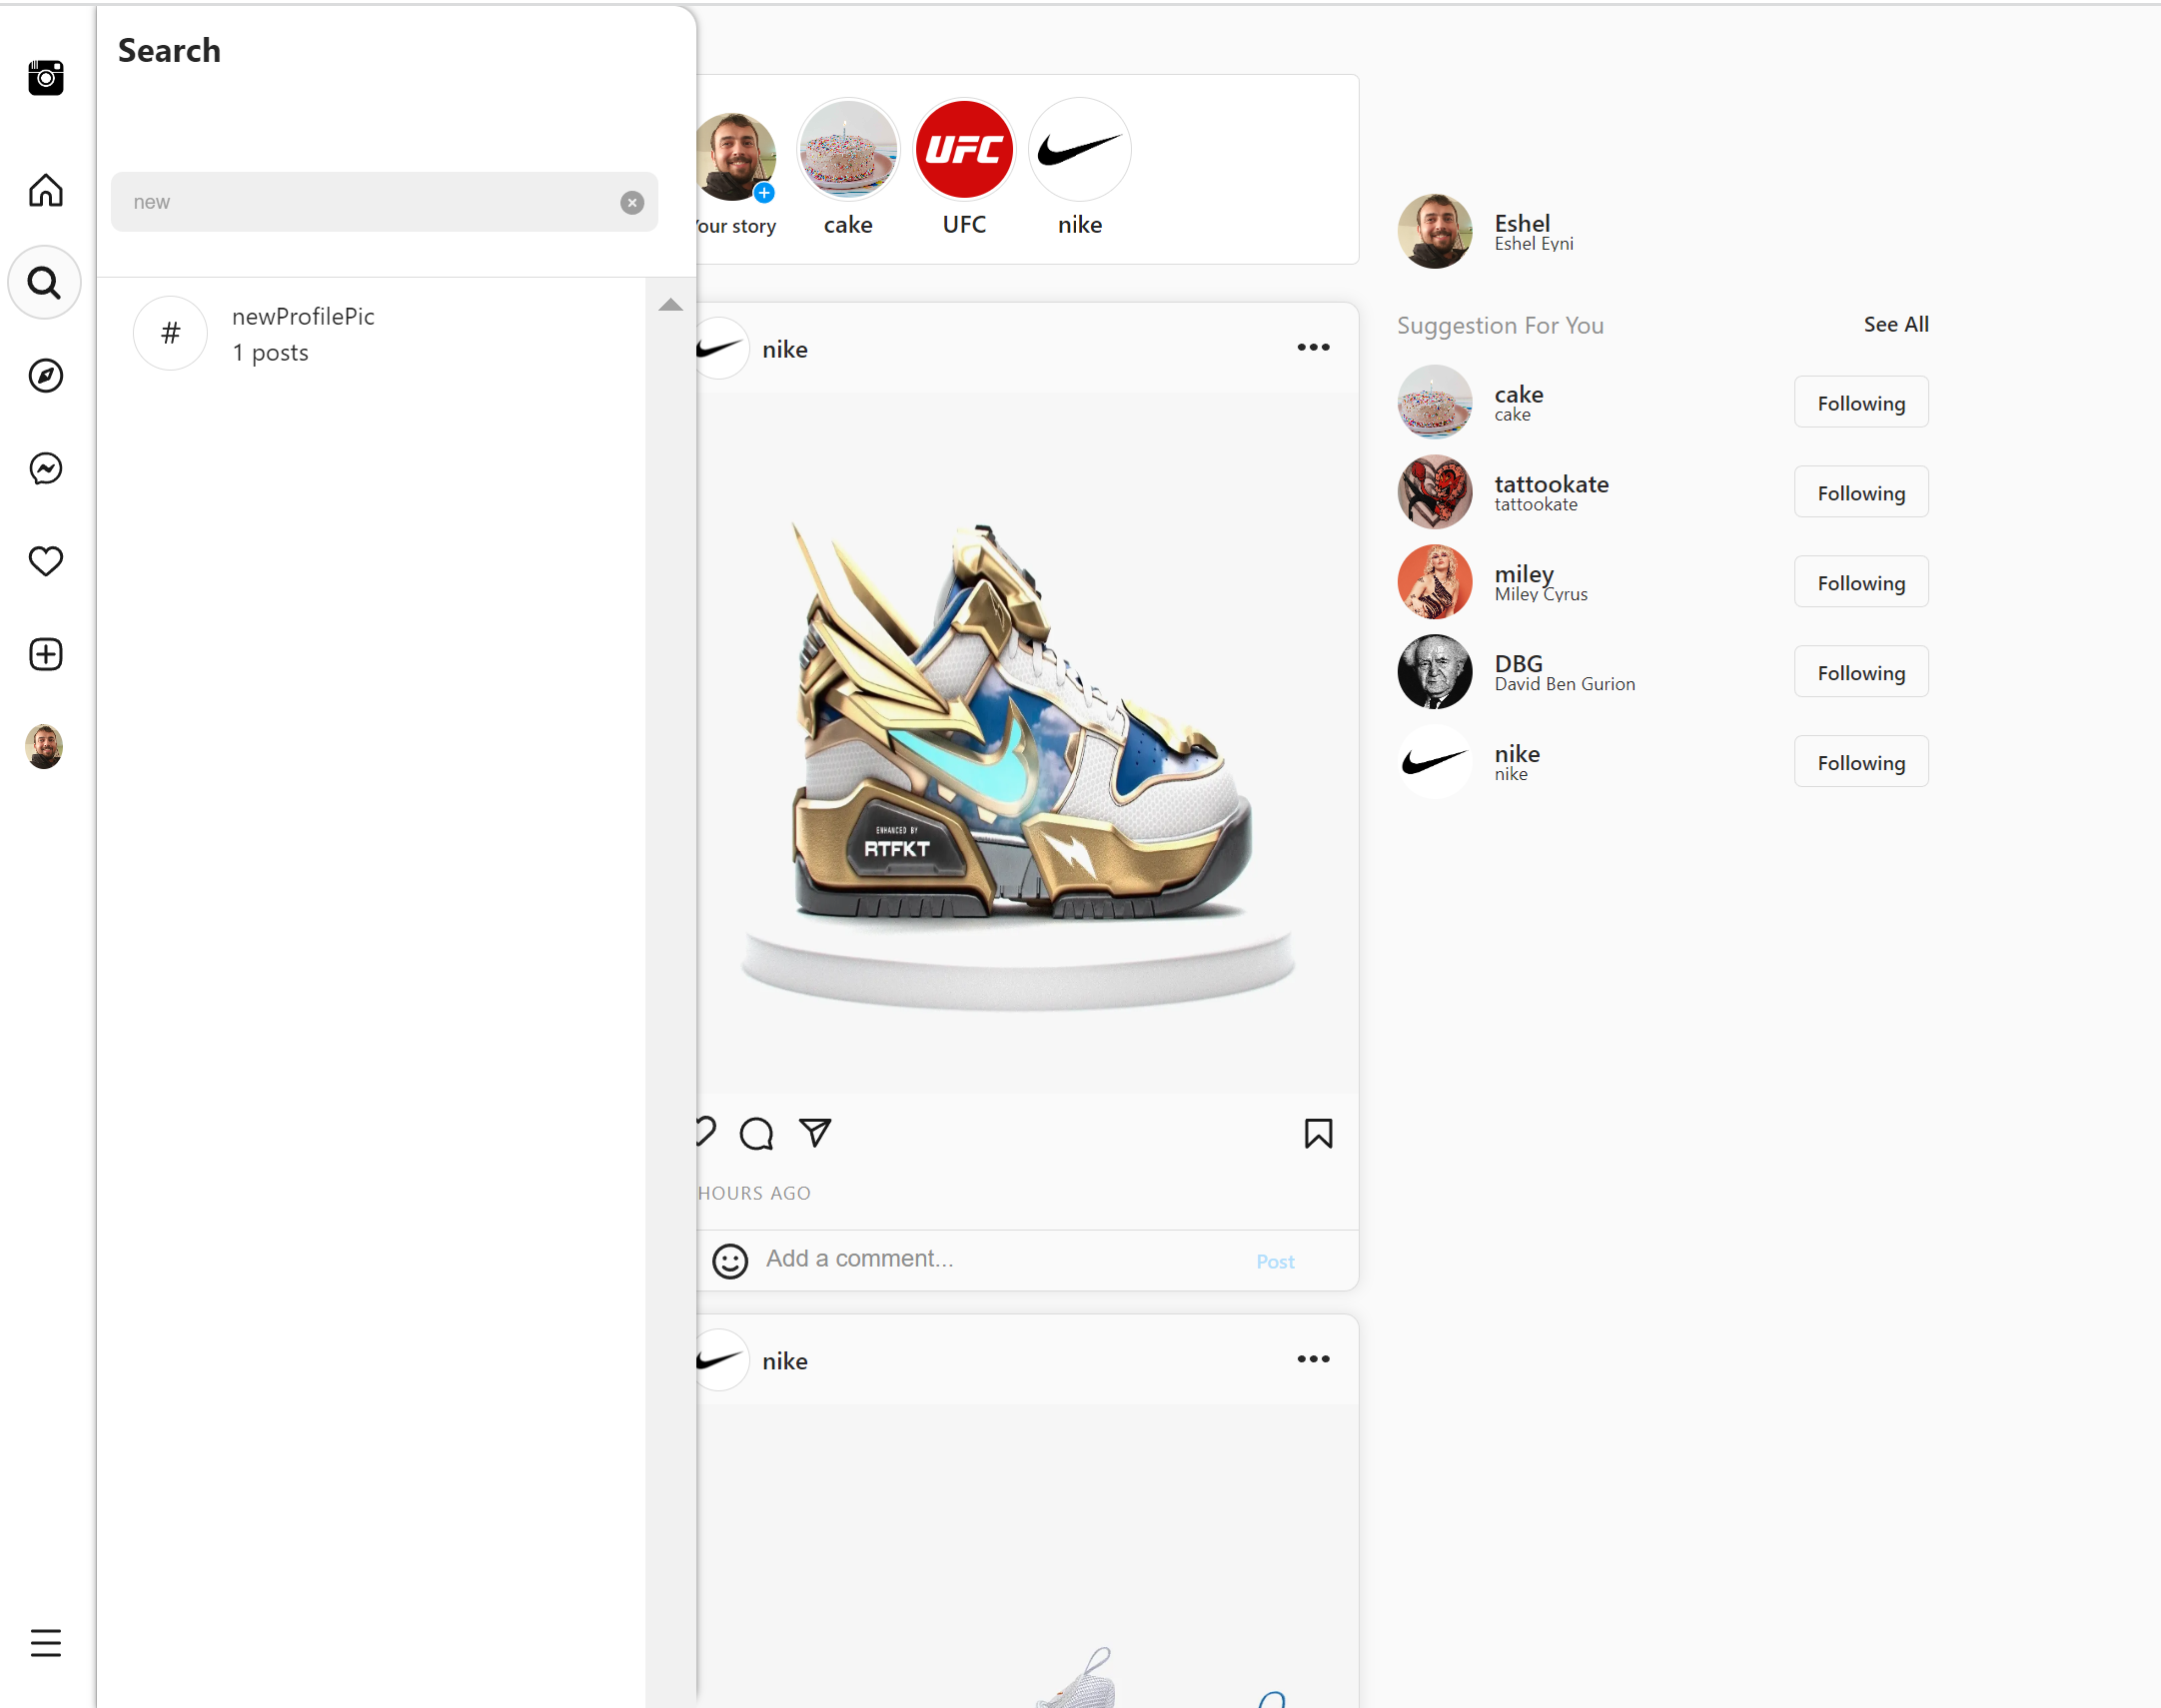 Search
new
#
newProfilePic
1 posts
our story
cake
UFC
UFC
nike
Eshel
Eshel Eyni
Suggestion For You
See All
cake
cake
Following
tattookate
tattookate
Following
miley
Miley Cyrus
Following
DBG
David Ben Gurion
Following
nike
nike
Following
nike
ENHANCED BY
RTFKT
HOURS AGO
Add a comment...
Post
nike